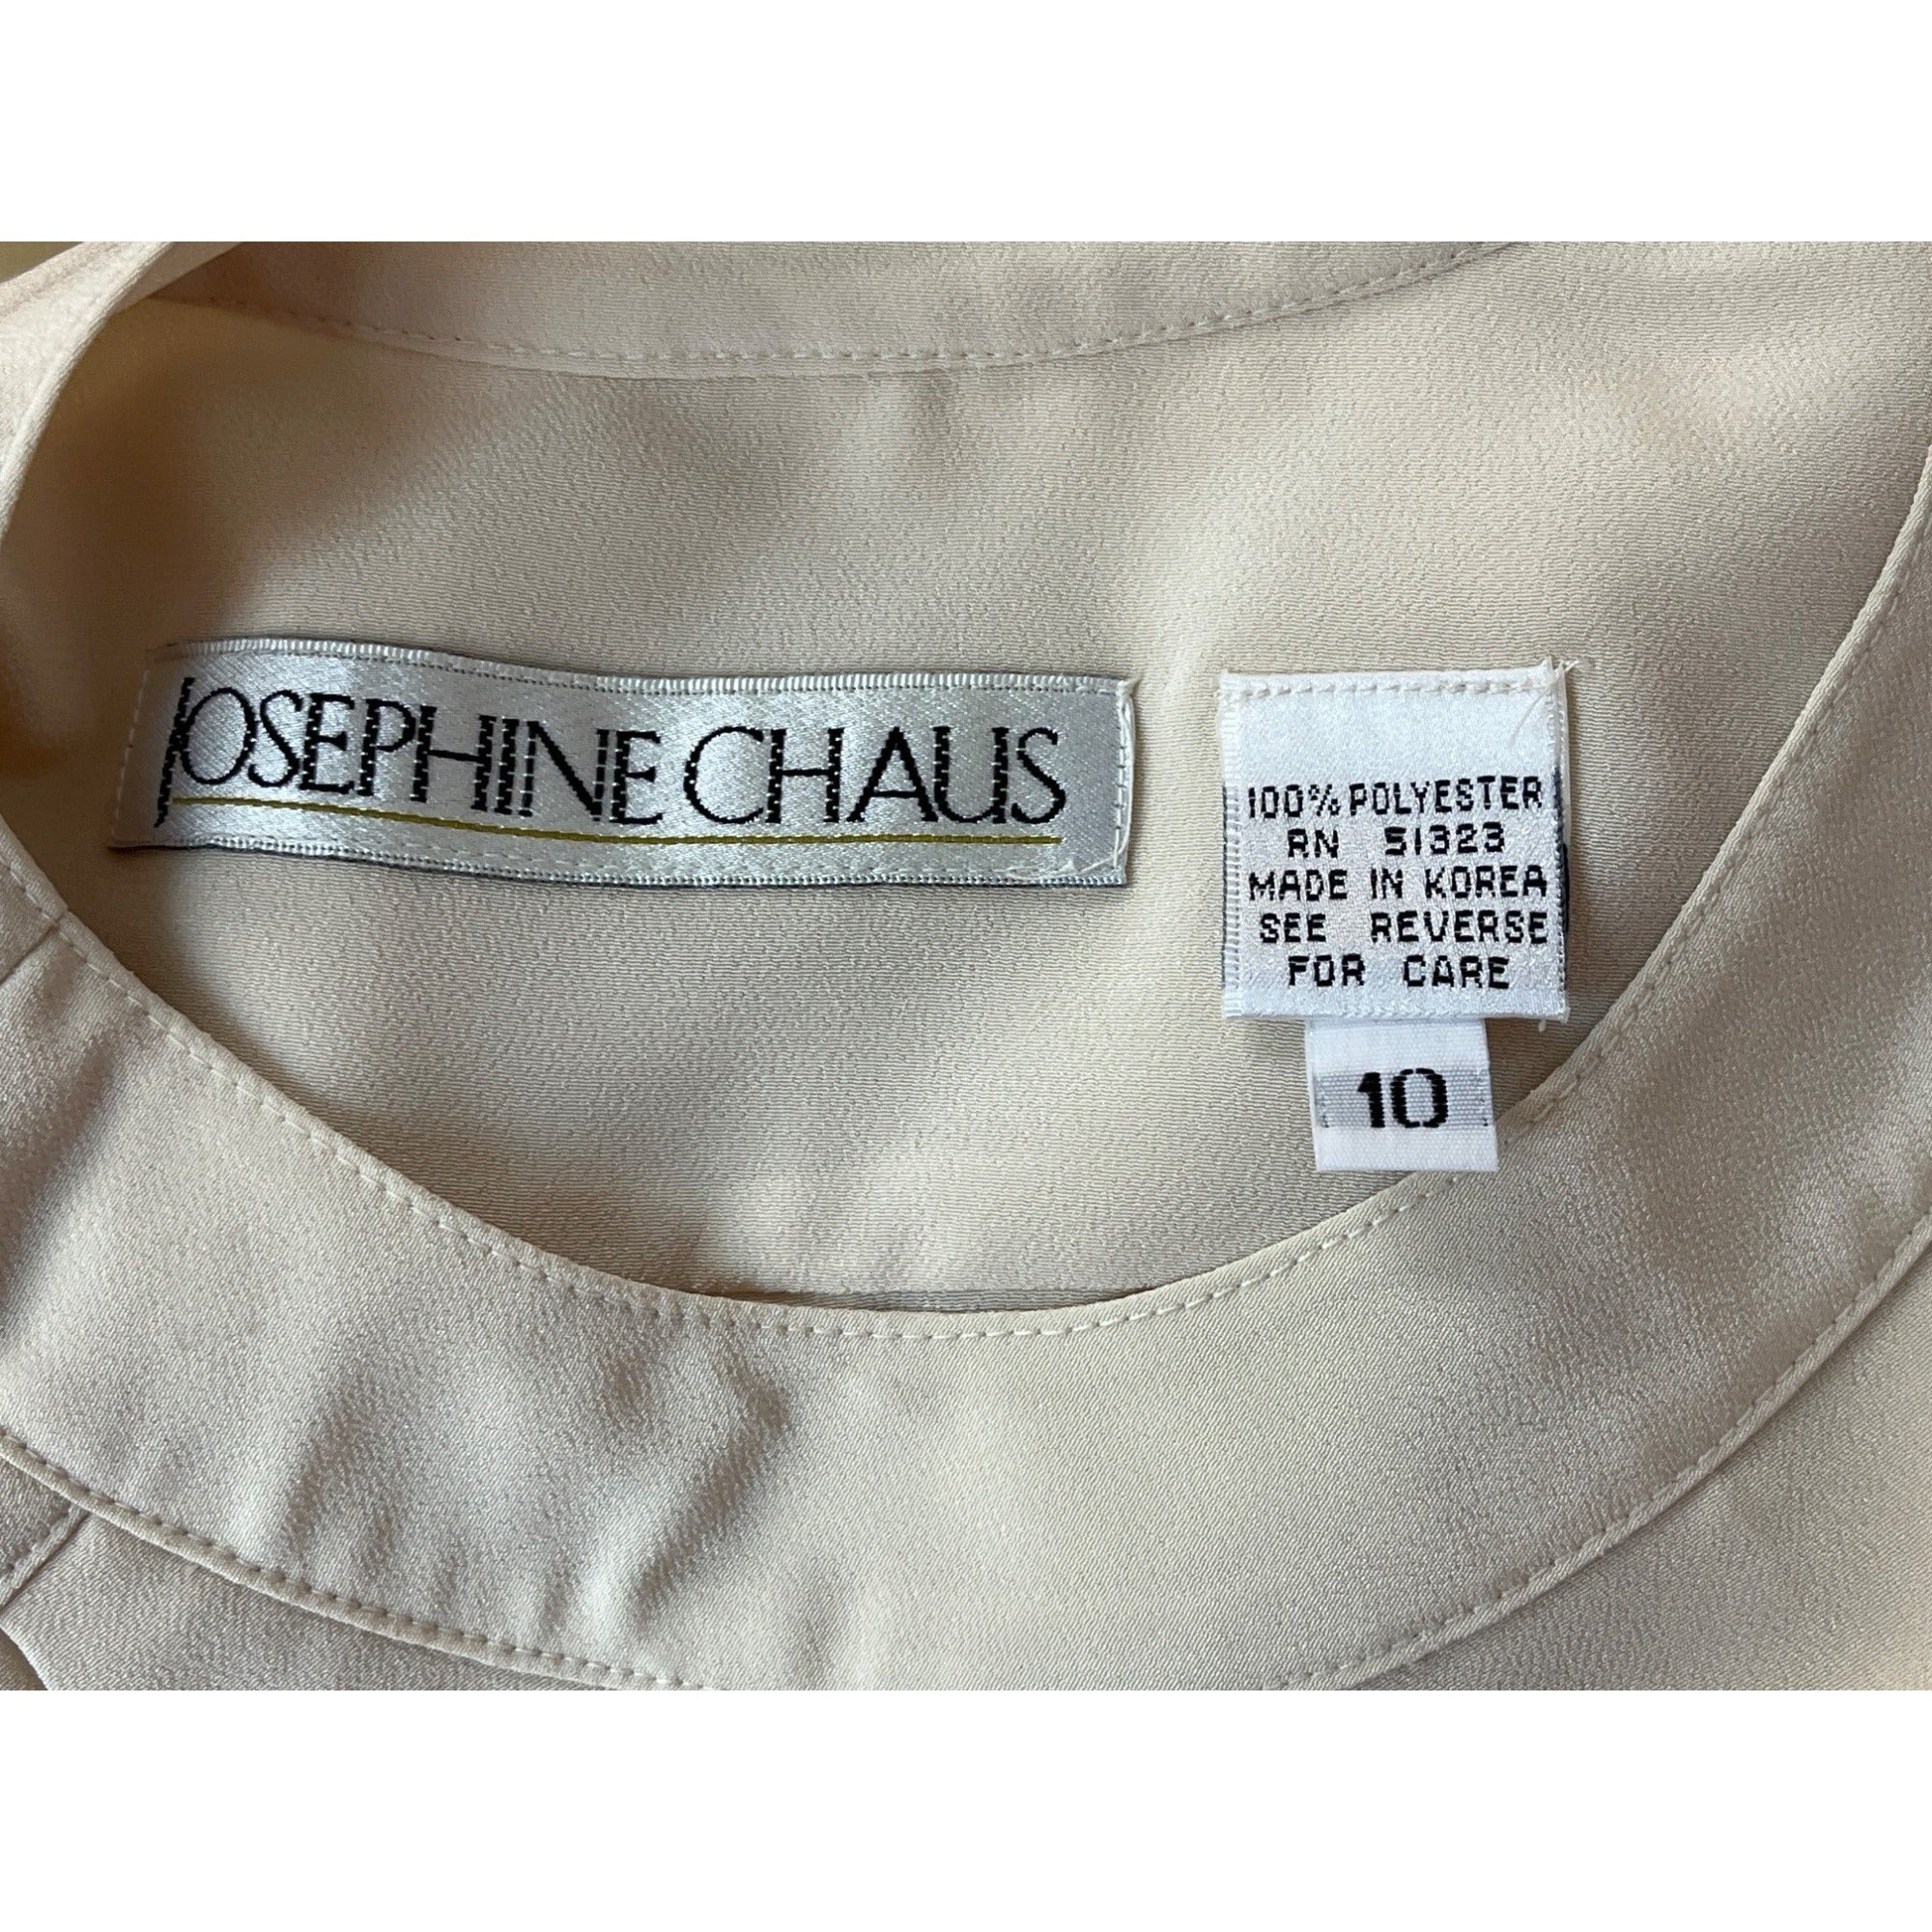 JOSEPHINE CHAUS
100% POLYESTER
RN 51323
MADE IN KOREA
SEE REVERSE
FOR CARE
10